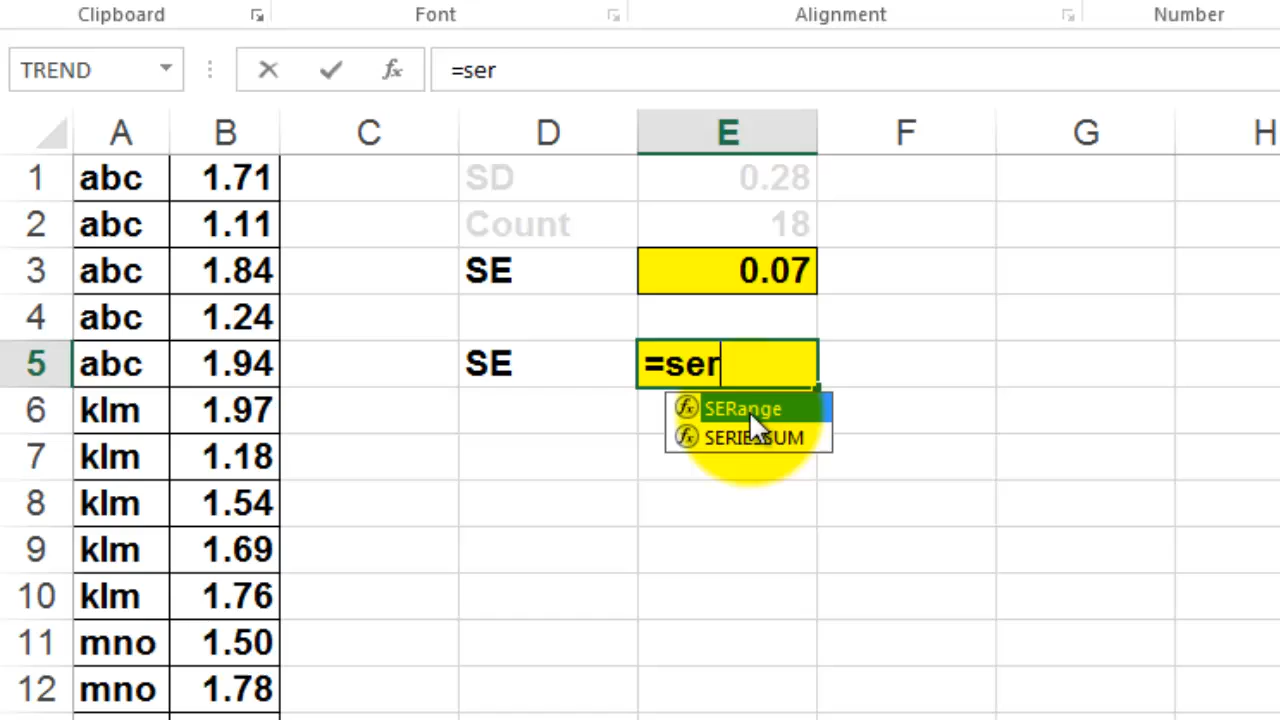 Clipboard Font Alignment Number
TREND fx =ser
A B C D E F G H
1 abc 1.71 SD 0.28
2 abc 1.11 Count 18
3 abc 1.84 SE 0.07
4 abc 1.24
5 abc 1.94 SE =ser
6 klm 1.97 fx SERange
7 klm 1.18 fx SERIESSUM
8 klm 1.54
9 klm 1.69
10 klm 1.76
11 mno 1.50
12 mno 1.78